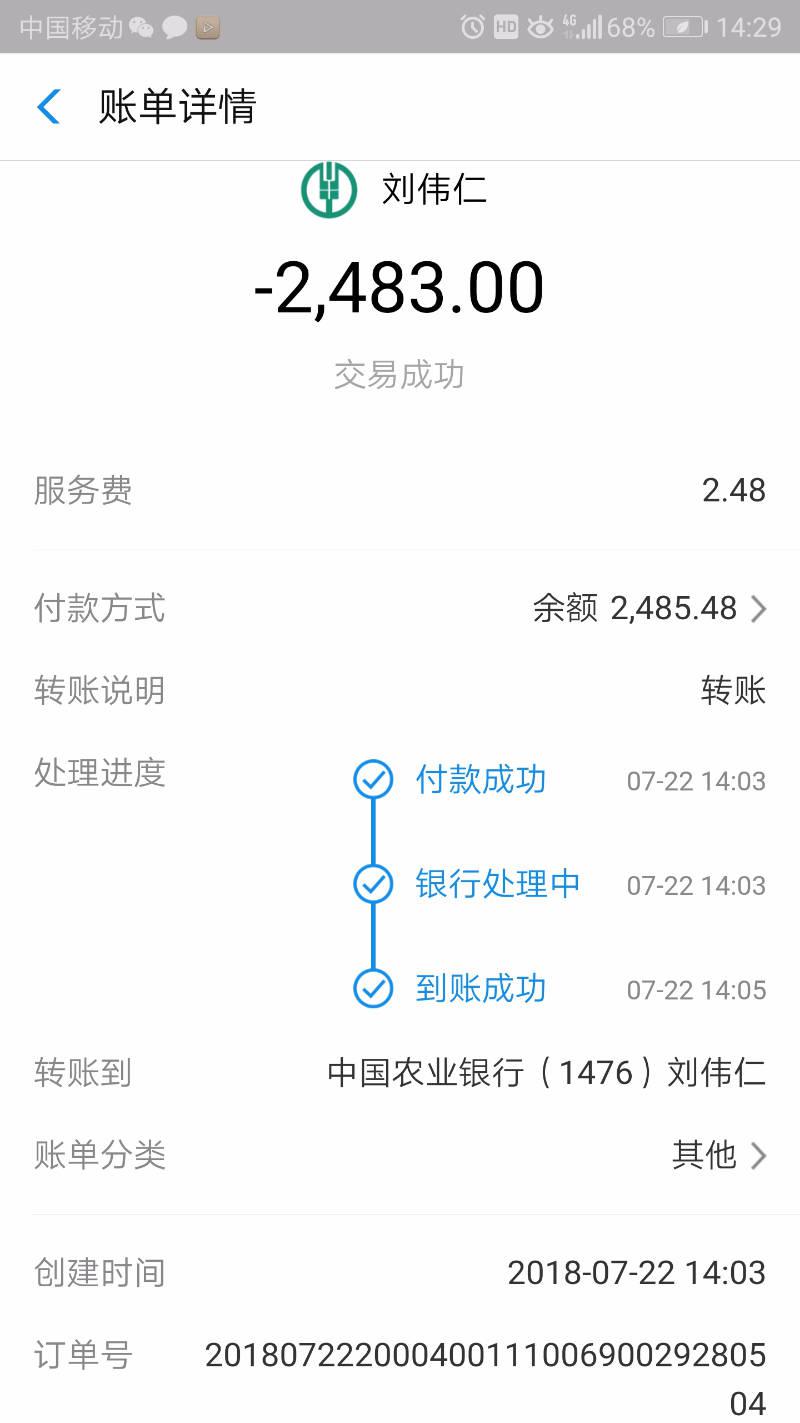 中国移动 HD 4G 68% 14:29
账单详情
刘伟仁
-2,483.00
交易成功
服务费 2.48
付款方式 余额 2,485.48
转账说明 转账
处理进度 付款成功 07-22 14:03
银行处理中 07-22 14:03
到账成功 07-22 14:05
转账到 中国农业银行（1476）刘伟仁
账单分类 其他
创建时间 2018-07-22 14:03
订单号 20180722200040011100690029280​5
04